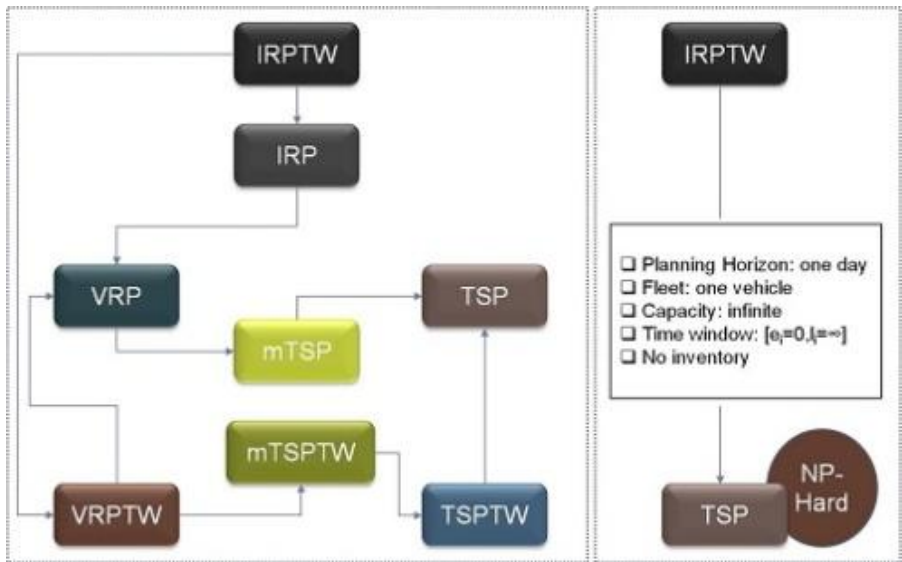 IRPTW
IRP
VRP
TSP
mTSP
mTSPTW
VRPTW
TSPTW
IRPTW
❑ Planning Horizon: one day
❑ Fleet: one vehicle
❑ Capacity: infinite
❑ Time window: [eᵢ=0,lᵢ=∞]
❑ No inventory
NP-
Hard
TSP